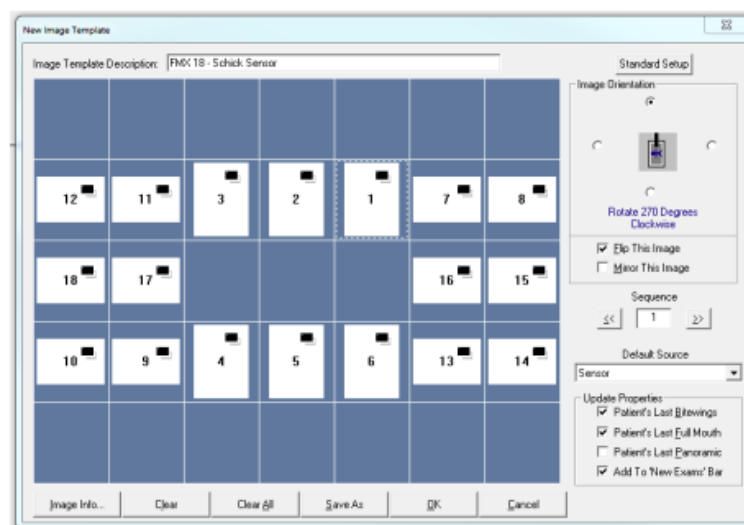 New Image Template
Image Template Description: FMX 18 - Schick Sensor
Standard Setup
Image Orientation
12 11 3 2 1 7 8
Rotate 270 Degrees
Clockwise
Flip This Image
Mirror This Image
18 17 16 15
Sequence
<< 1 >>
10 9 4 5 6 13 14
Default Source
Sensor
Update Properties
Patient's Last Bitewings
Patient's Last Full Mouth
Patient's Last Panoramic
Add To 'New Exams' Bar
Image Info... Clear Clear All Save As OK Cancel